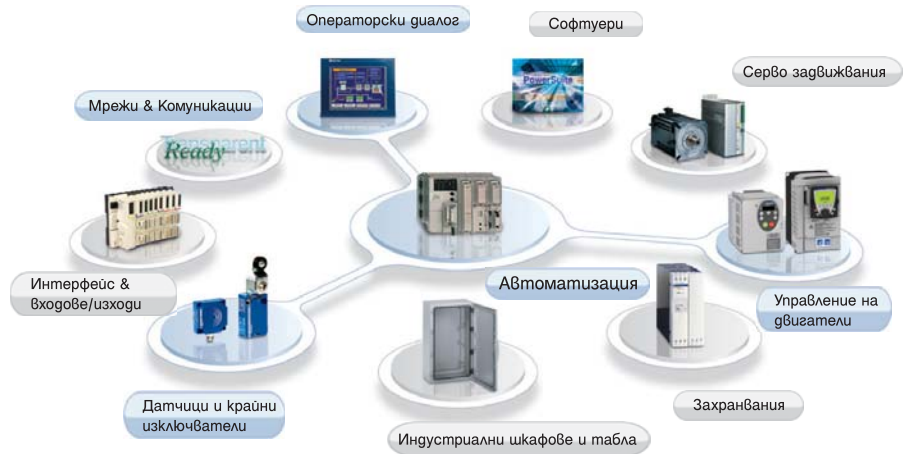 Операторски диалог
Софтуери
Серво задвижвания
Мрежи & Комуникации
PowerSuite
Transparent
Ready
Интерфейс &
входове/изходи
Автоматизация
Управление на
двигатели
Датчици и крайни
изключватели
Захранвания
Индустриални шкафове и табла